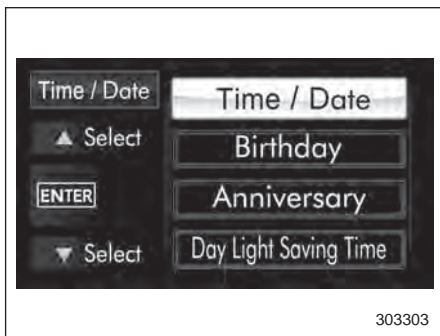 Time / Date
▲ Select
ENTER
▼ Select
Time / Date
Birthday
Anniversary
Day Light Saving Time
303303